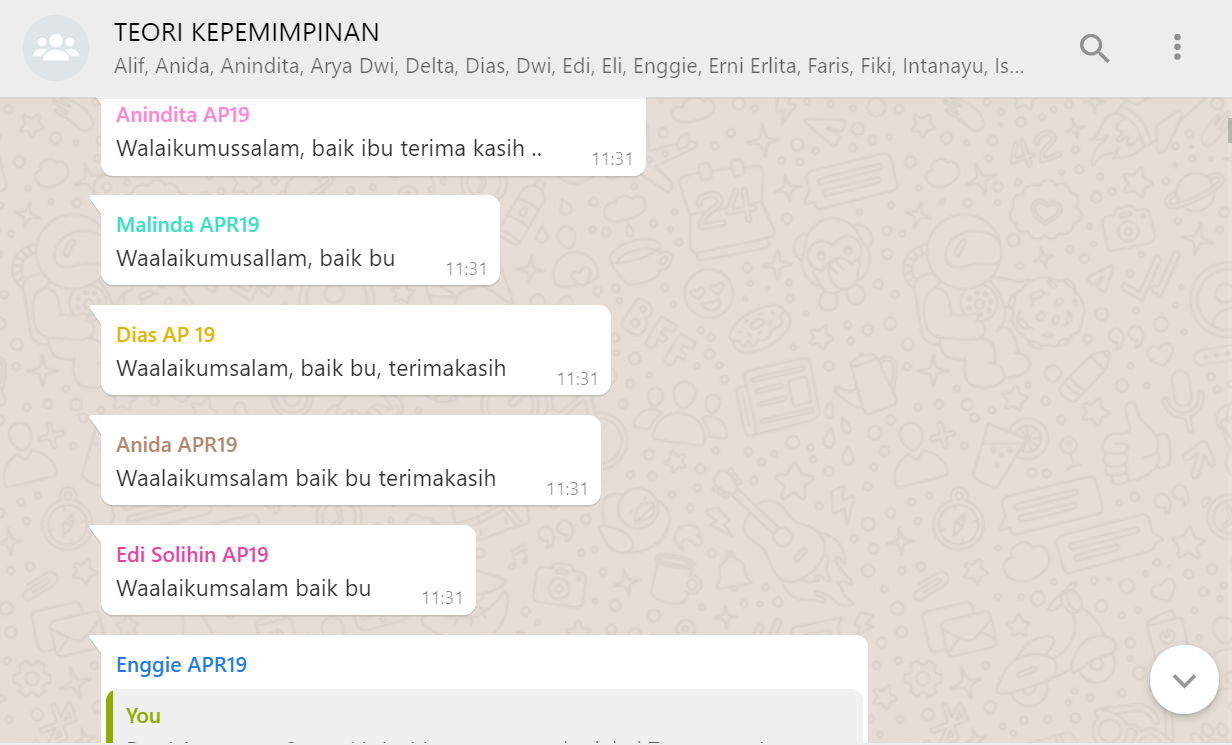 TEORI KEPEMIMPINAN
Alif, Anida, Anindita, Arya Dwi, Delta, Dias, Dwi, Edi, Eli, Enggie, Erni Erlita, Faris, Fiki, Intanayu, Is...
Anindita AP19
Walaikumussalam, baik ibu terima kasih ..
11:31
Malinda APR19
Waalaikumusallam, baik bu
11:31
Dias AP 19
Waalaikumsalam, baik bu, terimakasih
11:31
Anida APR19
Waalaikumsalam baik bu terimakasih
11:31
Edi Solihin AP19
Waalaikumsalam baik bu
11:31
Enggie APR19
You